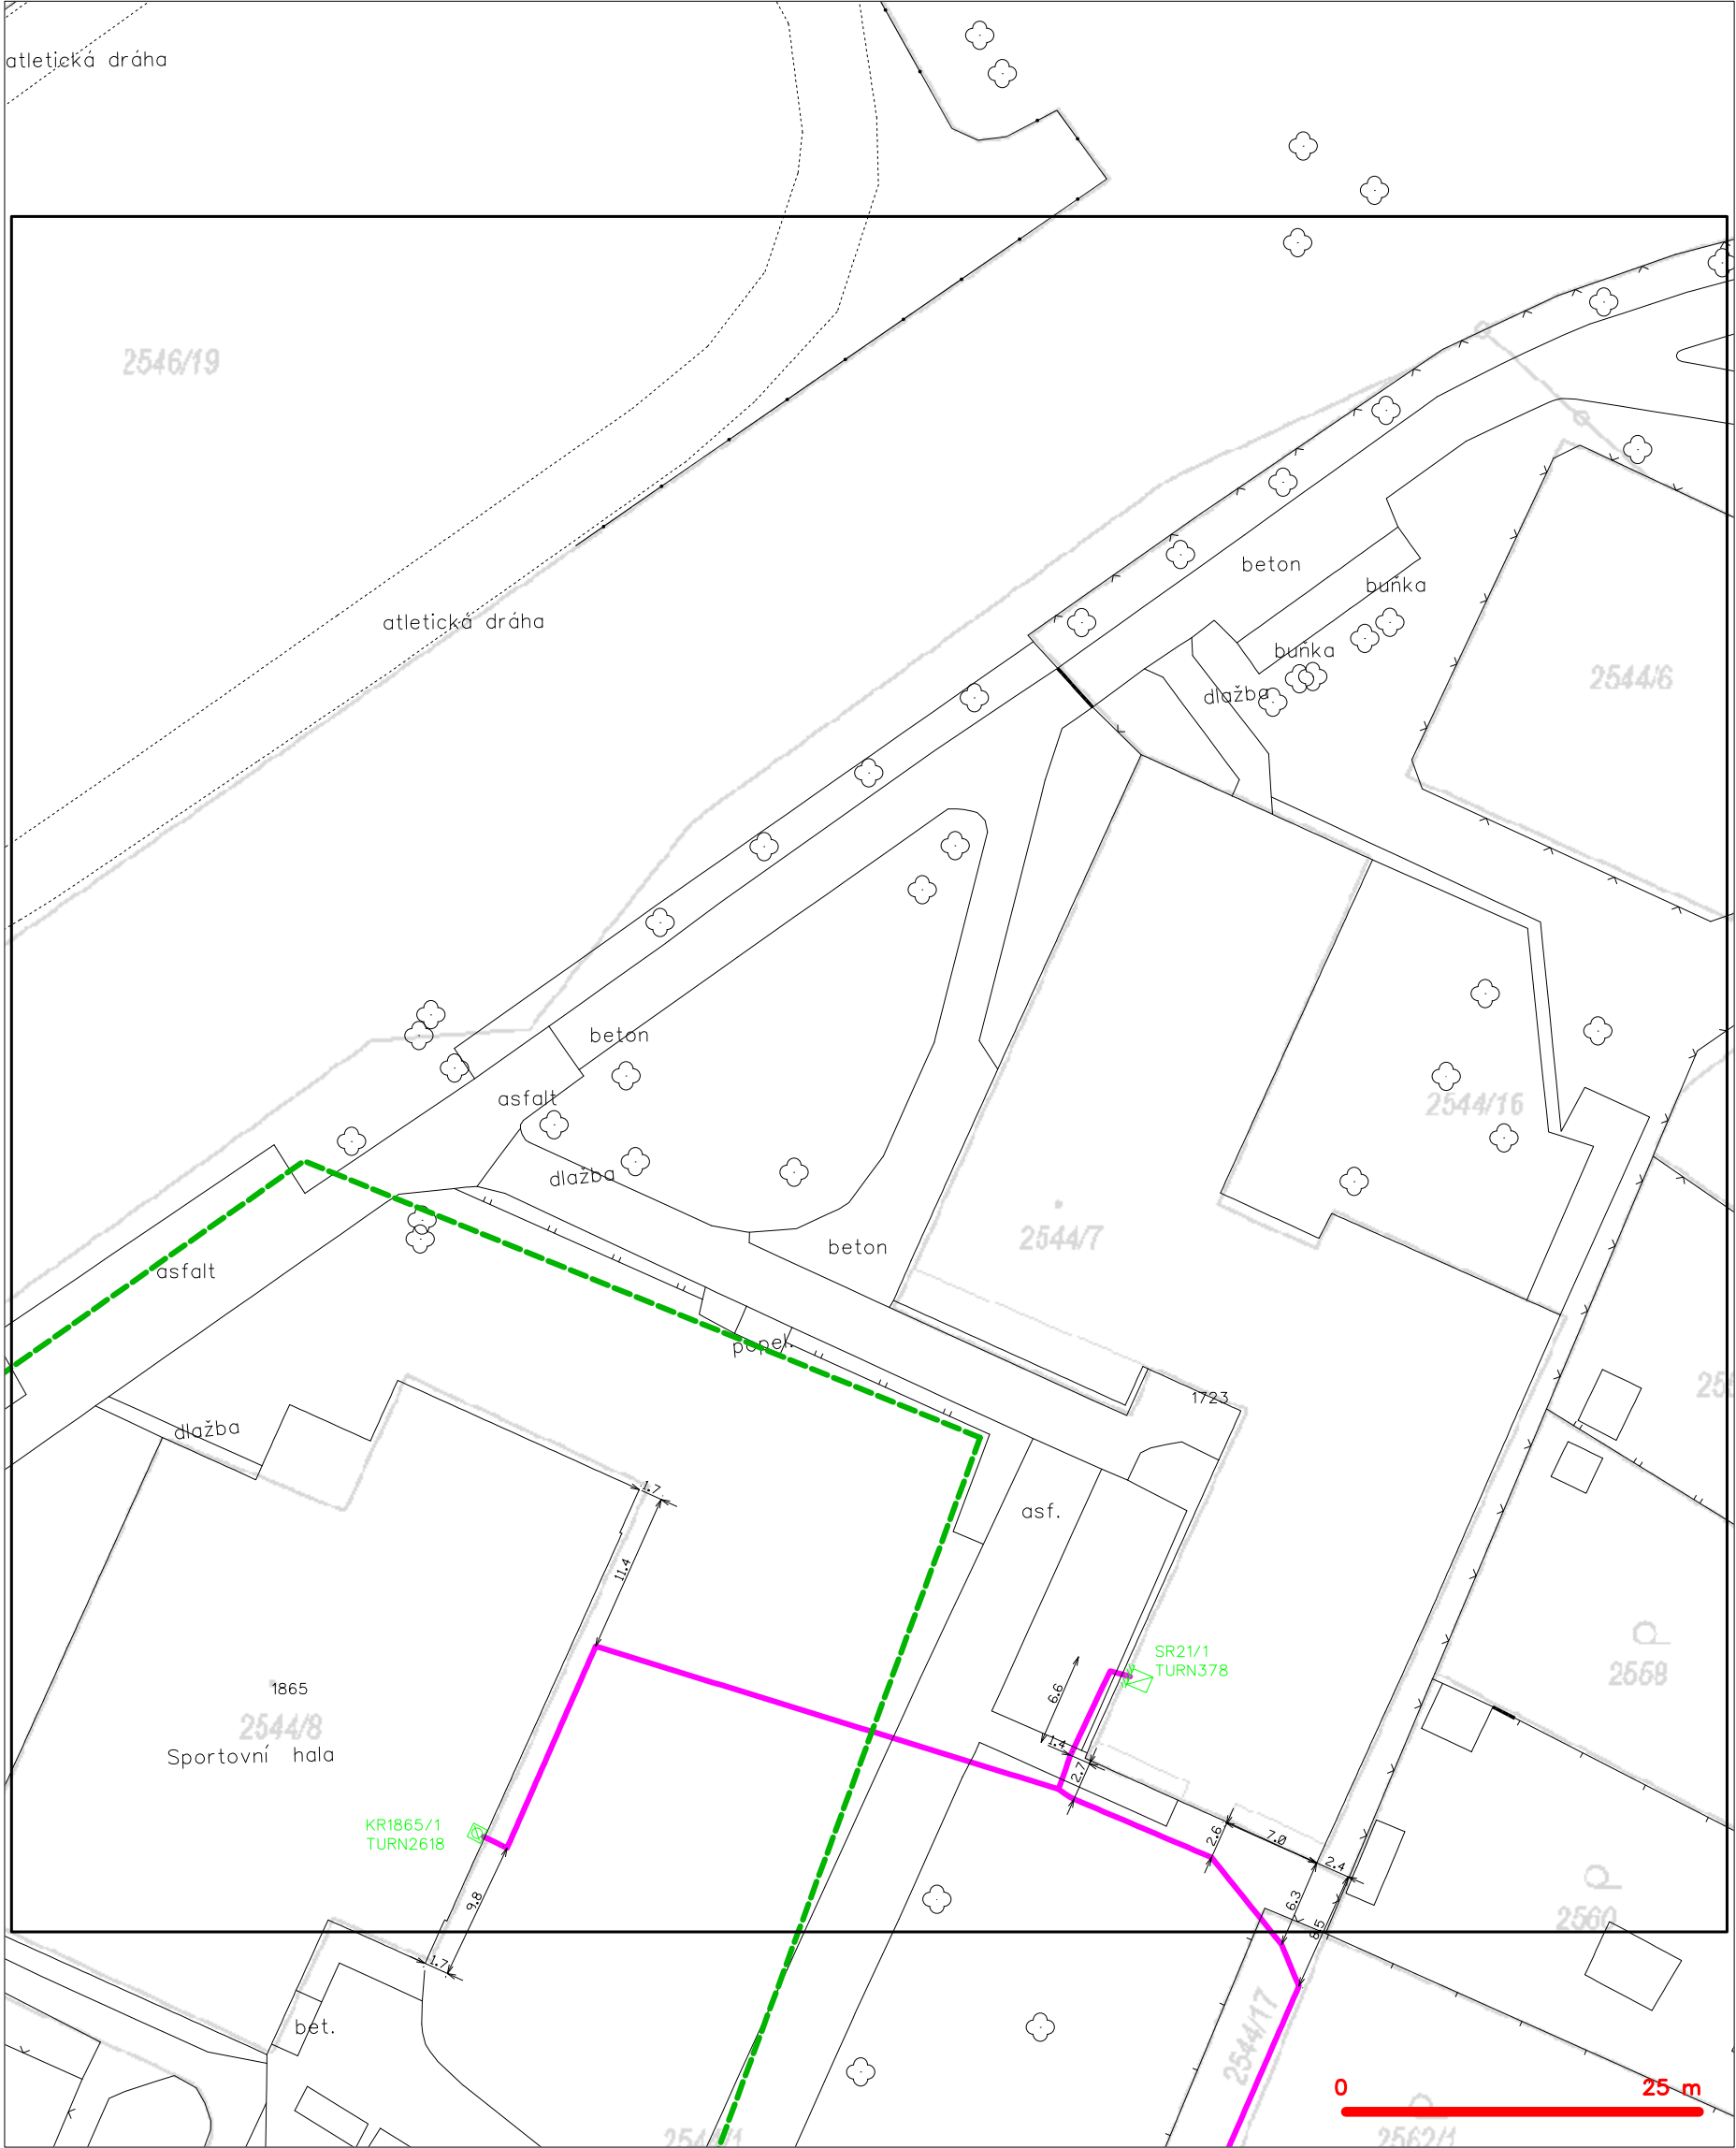 atletická dráha
2546/19
beton
buňka
atletická dráha
buňka
2544/6
dlažba
beton
asfalt
2544/16
dlažba
2544/7
beton
asfalt
popel.
1723
dlažba
1.7
asf.
11.4
SR21/1
TURN378
2558
1865
6.6
2544/8
Sportovní hala
1.4
2.7
KR1865/1
TURN2618
2.6
7.0
2.4
9.8
6.3
8.5
2560
1.7
bet.
2544/17
0
25 m
2562/1